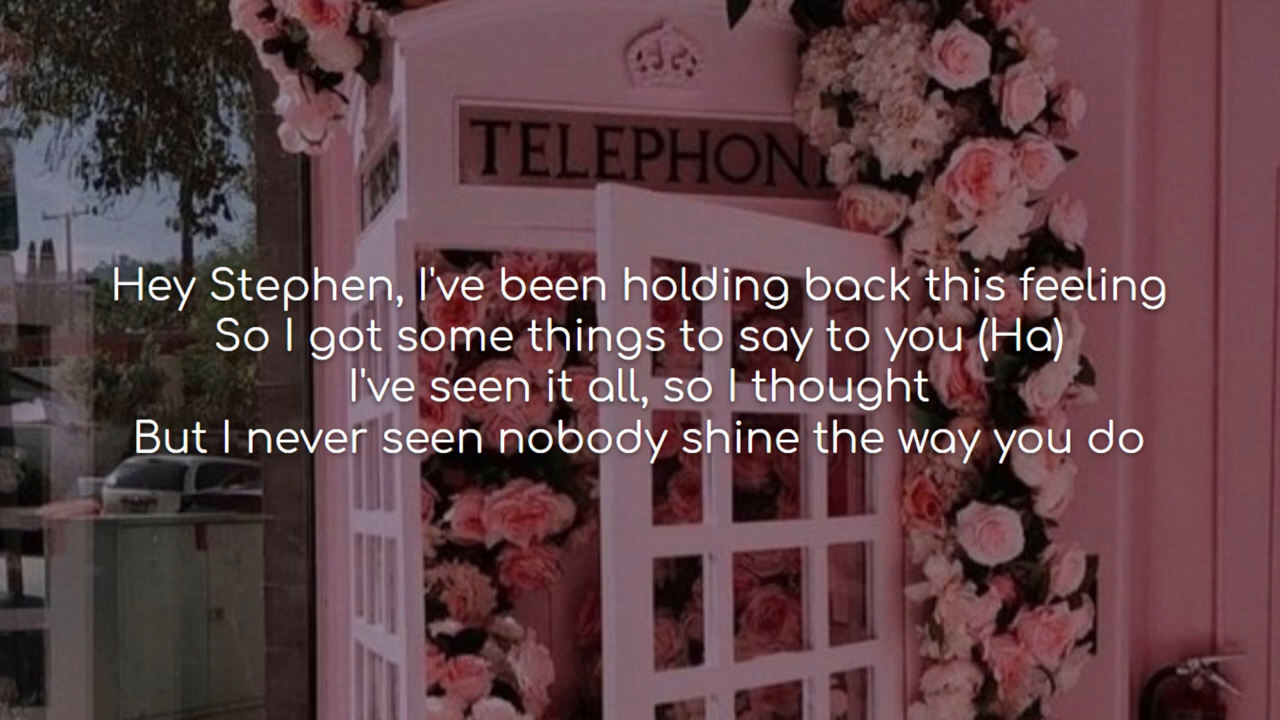 TELEPHONE
Hey Stephen, I've been holding back this feeling
So I got some things to say to you (Ha)
I've seen it all, so I thought
But I never seen nobody shine the way you do